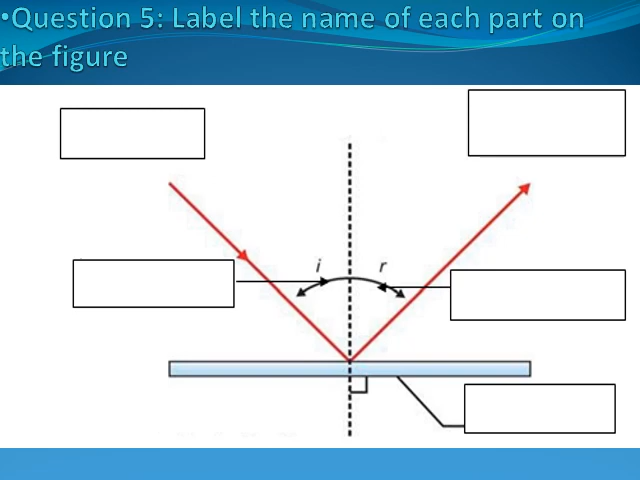 •Question 5: Label the name of each part on
the figure
i
r